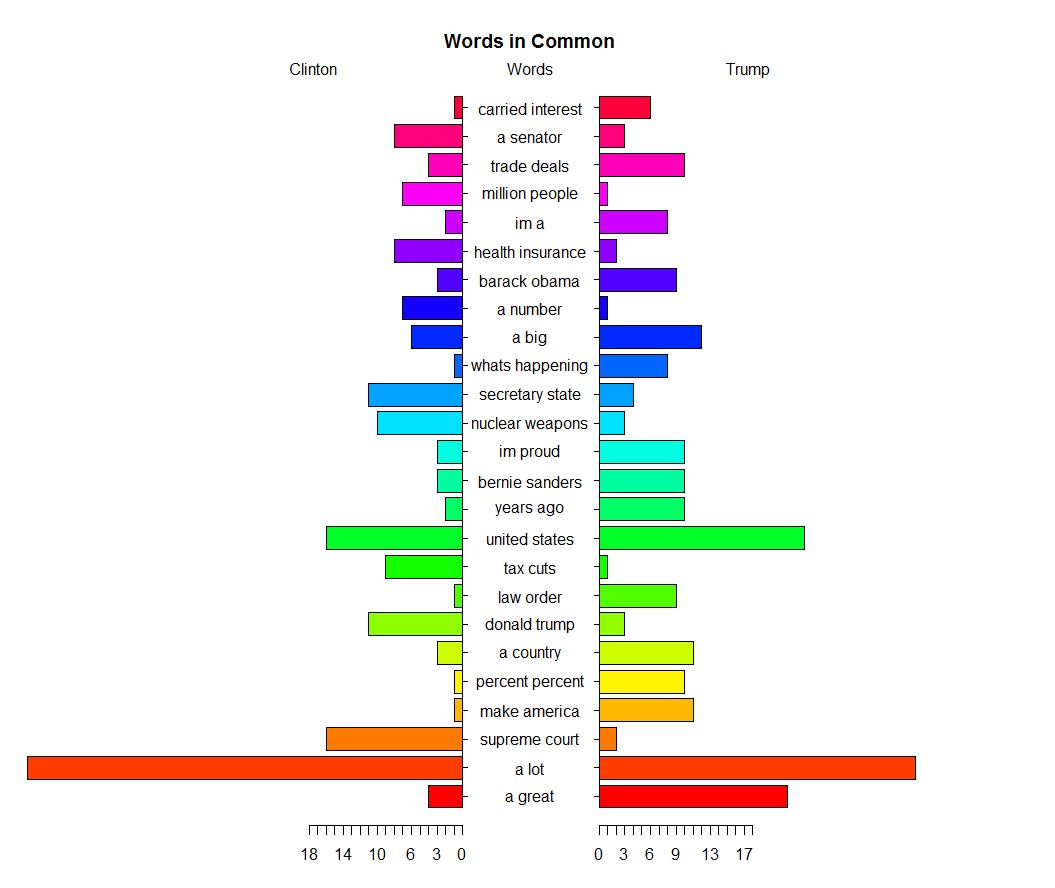 Words in Common
Clinton Words Trump
carried interest
a senator
trade deals
million people
im a
health insurance
barack obama
a number
a big
whats happening
secretary state
nuclear weapons
im proud
bernie sanders
years ago
united states
tax cuts
law order
donald trump
a country
percent percent
make america
supreme court
a lot
a great
18 14 10 6 3 0 0 3 6 9 13 17